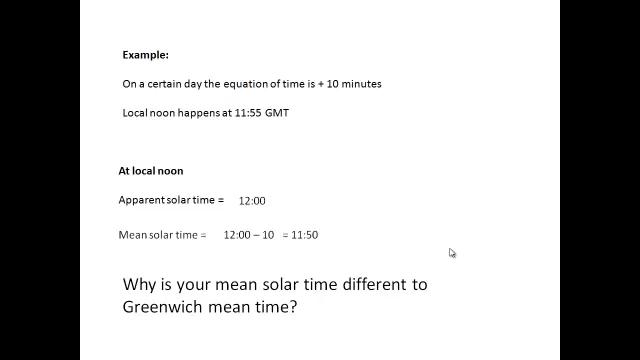 Example:
On a certain day the equation of time is + 10 minutes
Local noon happens at 11:55 GMT
At local noon
Apparent solar time = 12:00
Mean solar time = 12:00 – 10 = 11:50
Why is your mean solar time different to
Greenwich mean time?